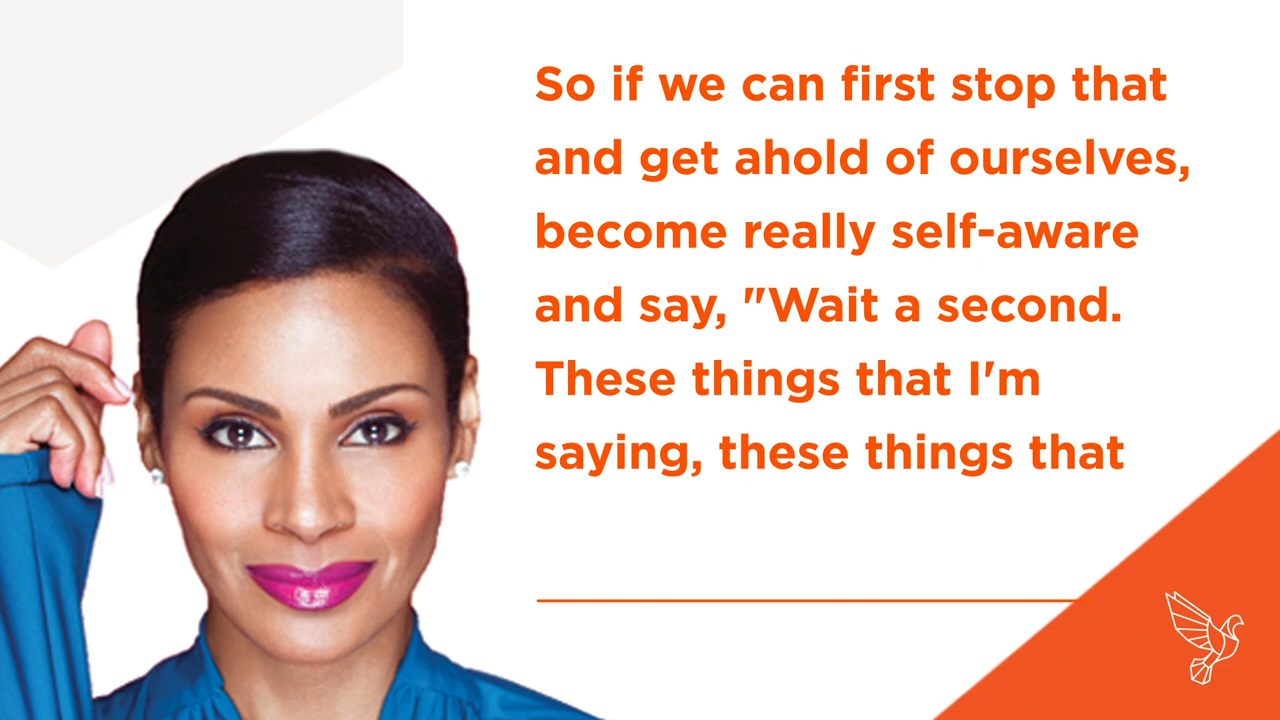 So if we can first stop that
and get ahold of ourselves,
become really self-aware
and say, "Wait a second.
These things that I'm
saying, these things that